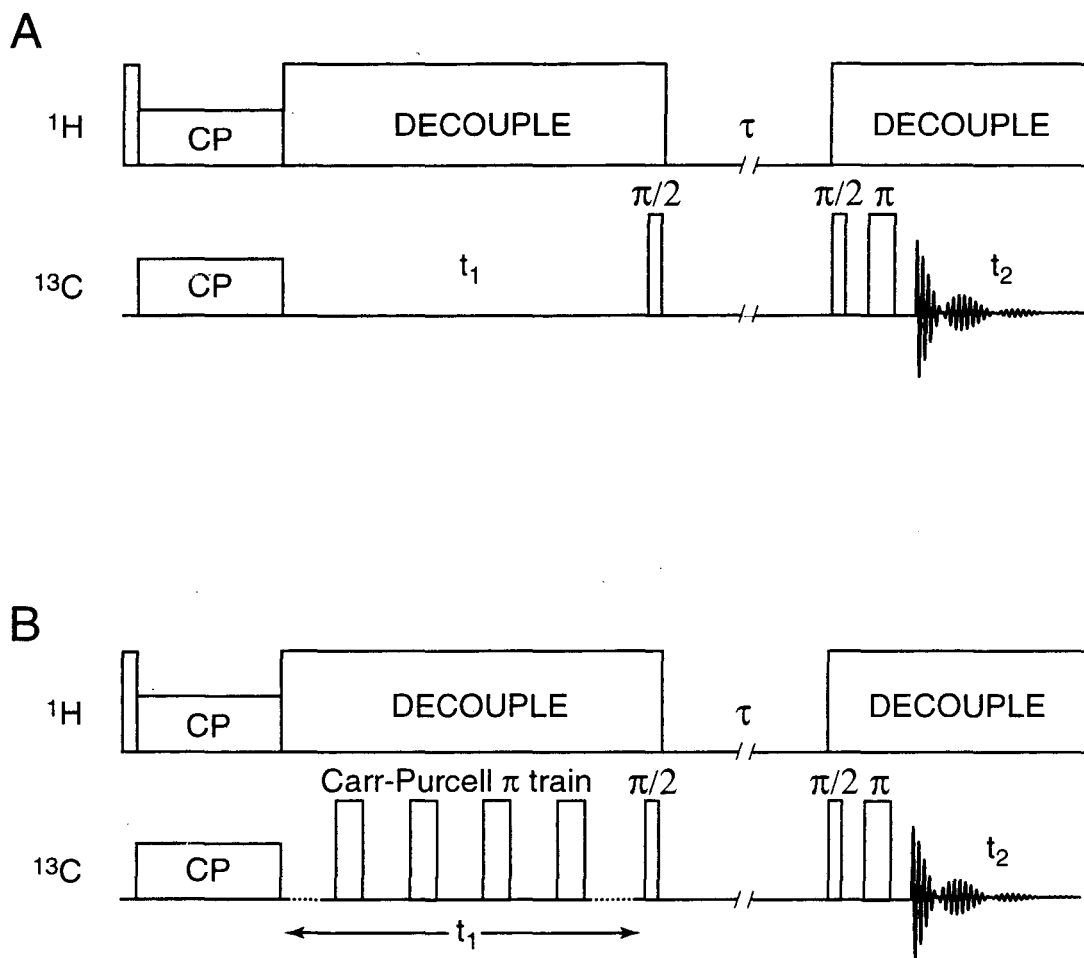 A
¹H
CP
DECOUPLE
τ
DECOUPLE
π/2
π/2 π
¹³C
CP
t₁
t₂
B
¹H
CP
DECOUPLE
τ
DECOUPLE
Carr-Purcell π train
π/2
π/2 π
¹³C
CP
t₂
t₁